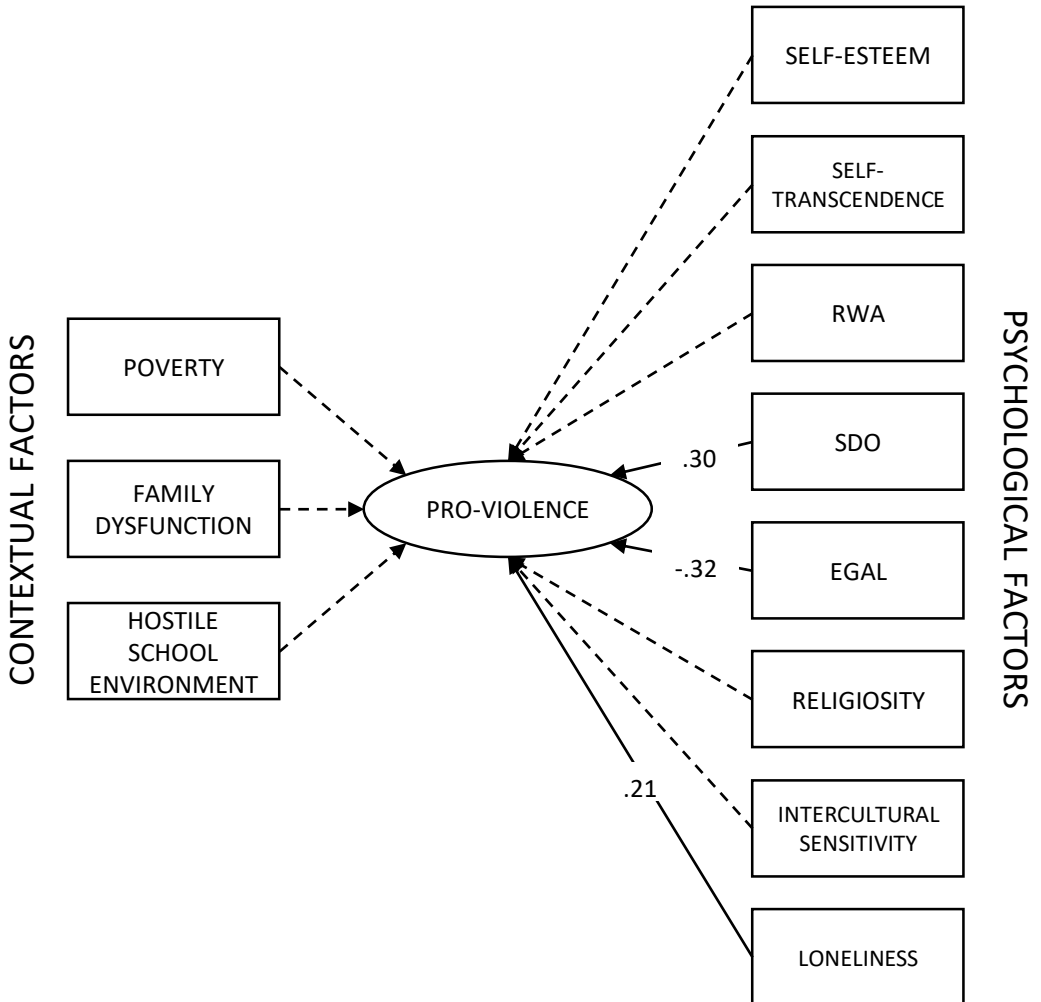 CONTEXTUAL FACTORS
POVERTY
FAMILY
DYSFUNCTION
HOSTILE
SCHOOL
ENVIRONMENT
PRO-VIOLENCE
.30
-.32
.21
SELF-ESTEEM
SELF-
TRANSCENDENCE
RWA
SDO
EGAL
RELIGIOSITY
INTERCULTURAL
SENSITIVITY
LONELINESS
PSYCHOLOGICAL FACTORS